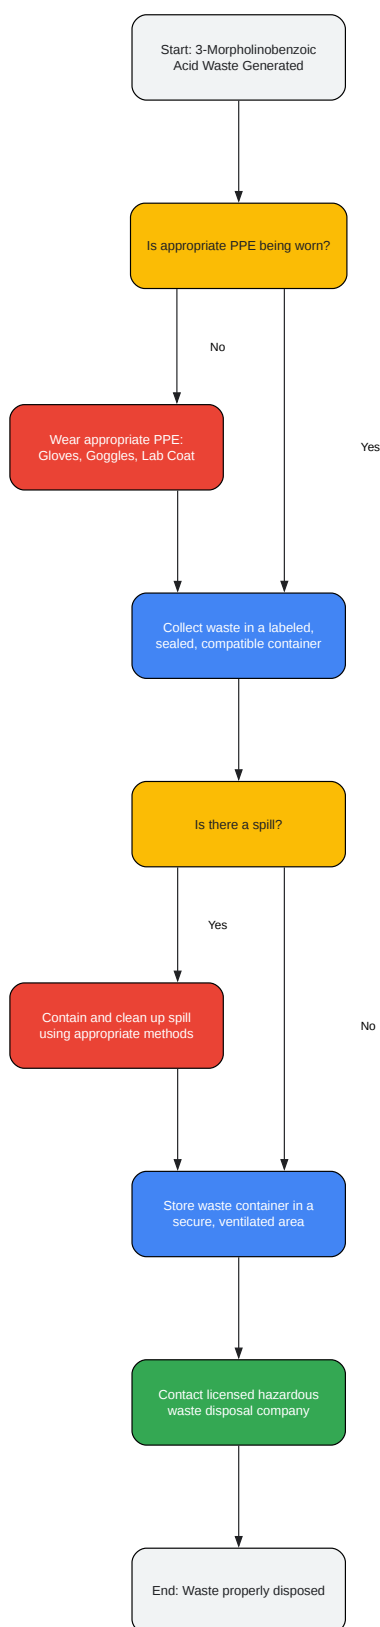 Start: 3-Morpholinobenzoic
Acid Waste Generated
Is appropriate PPE being worn?
No
Wear appropriate PPE:
Gloves, Goggles, Lab Coat
Yes
Collect waste in a labeled,
sealed, compatible container
Is there a spill?
Yes
Contain and clean up spill
using appropriate methods
No
Store waste container in a
secure, ventilated area
Contact licensed hazardous
waste disposal company
End: Waste properly disposed